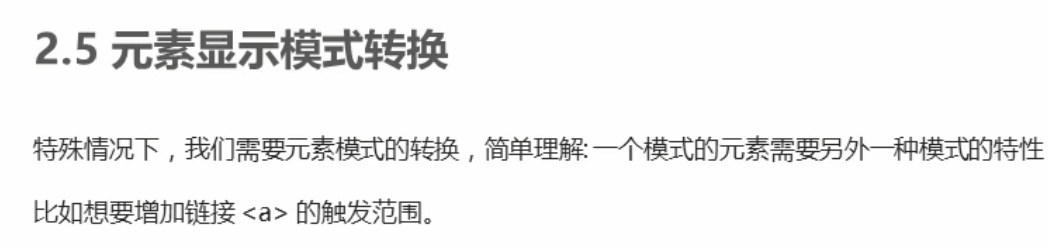 2.5 元素显示模式转换
特殊情况下，我们需要元素模式的转换，简单理解: 一个模式的元素需要另外一种模式的特性
比如想要增加链接 <a> 的触发范围。